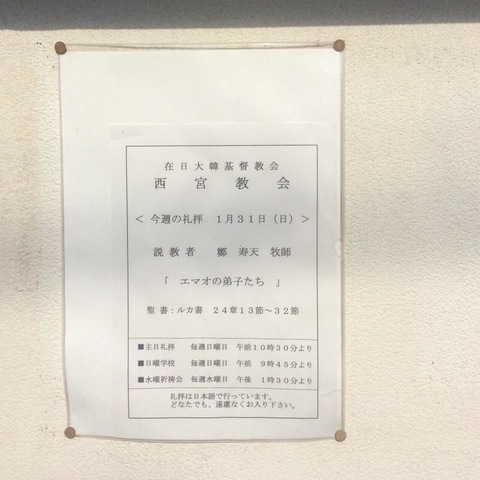 在日大韓基督教会
西宮教会
＜ 今週の礼拝　１月３１日（日） ＞
説教者　鄭　寿天　牧師
「　エマオの弟子たち　」
聖書：ルカ書　２４章１３節～３２節
■主日礼拝　毎週日曜日　午前１０時３０分より
■日曜学校　毎週日曜日　午前　９時４５分より
■水曜祈祷会　毎週水曜日　午後　１時３０分より
礼拝は日本語で行っています。
どなたでも、遠慮なくお入り下さい。